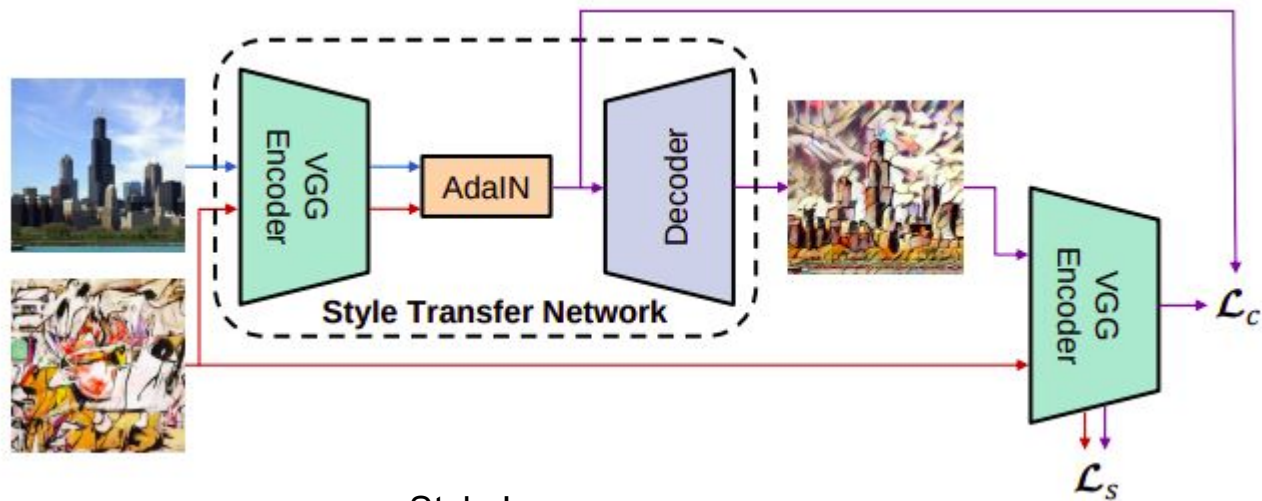 VGG
Encoder
AdaIN
Decoder
Style Transfer Network
VGG
Encoder
ℒc
ℒs